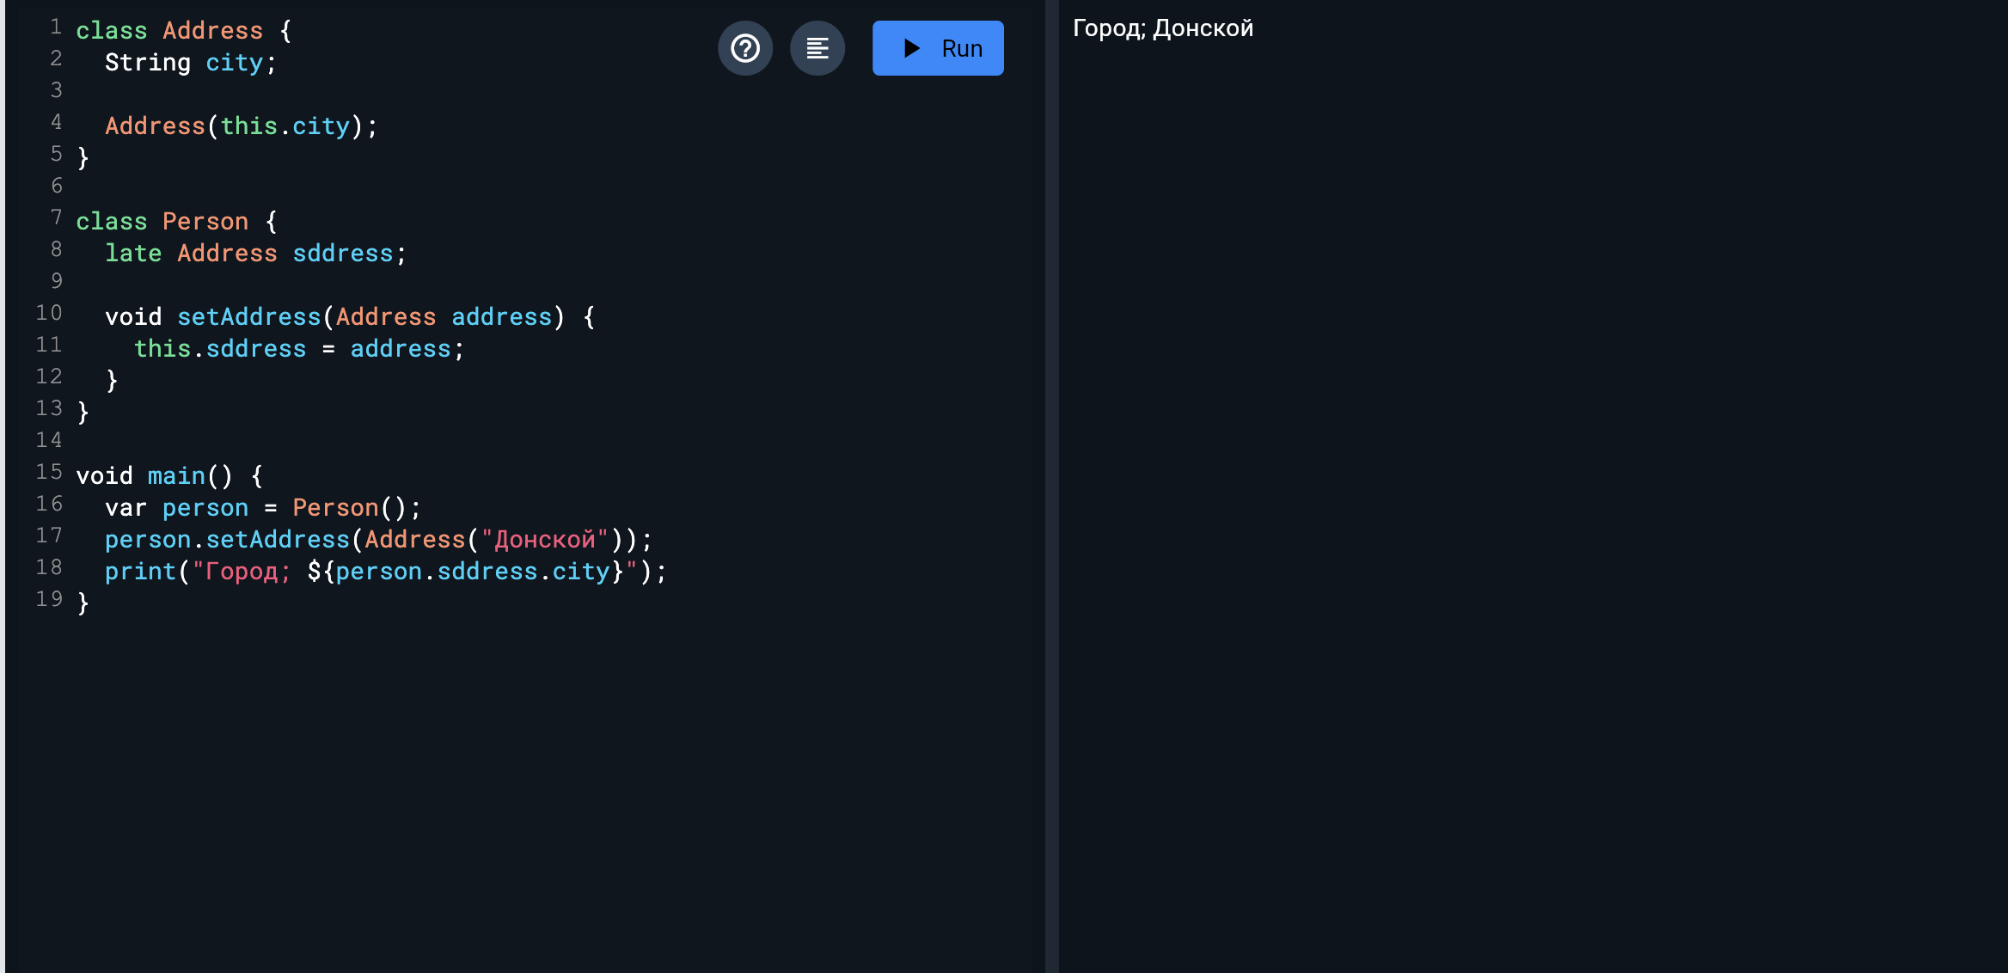 1 class Address {
2   String city;
3
4   Address(this.city);
5 }
6
7 class Person {
8   late Address sddress;
9
10   void setAddress(Address address) {
11     this.sddress = address;
12   }
13 }
14
15 void main() {
16   var person = Person();
17   person.setAddress(Address("Донской"));
18   print("Город; ${person.sddress.city}");
19 }
Run
Город; Донской